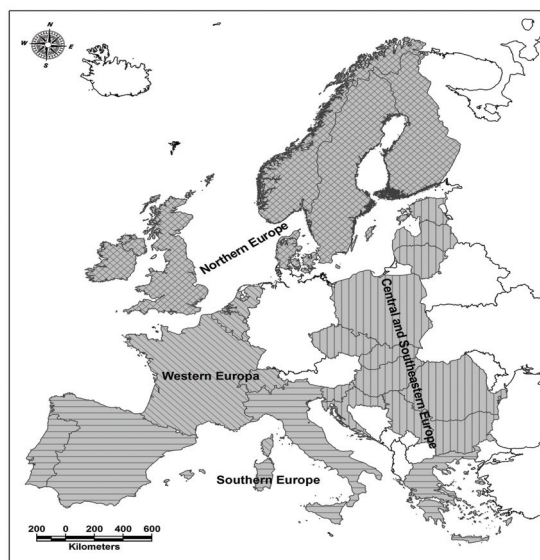 N
W E
S
Northern Europe
Central and Southeastern Europe
Western Europa
Southern Europe
200 0 200 400 600
Kilometers